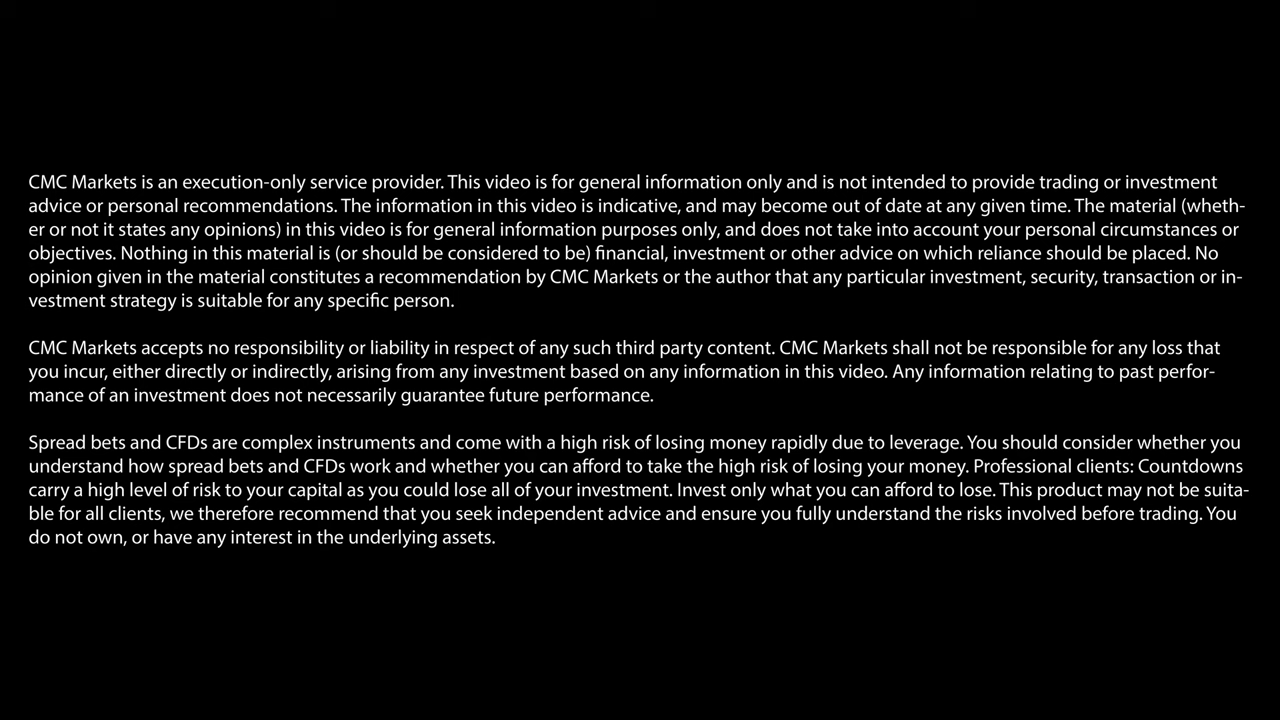 CMC Markets is an execution-only service provider. This video is for general information only and is not intended to provide trading or investment
advice or personal recommendations. The information in this video is indicative, and may become out of date at any given time. The material (wheth-
er or not it states any opinions) in this video is for general information purposes only, and does not take into account your personal circumstances or
objectives. Nothing in this material is (or should be considered to be) financial, investment or other advice on which reliance should be placed. No
opinion given in the material constitutes a recommendation by CMC Markets or the author that any particular investment, security, transaction or in-
vestment strategy is suitable for any specific person.
CMC Markets accepts no responsibility or liability in respect of any such third party content. CMC Markets shall not be responsible for any loss that
you incur, either directly or indirectly, arising from any investment based on any information in this video. Any information relating to past perfor-
mance of an investment does not necessarily guarantee future performance.
Spread bets and CFDs are complex instruments and come with a high risk of losing money rapidly due to leverage. You should consider whether you
understand how spread bets and CFDs work and whether you can afford to take the high risk of losing your money. Professional clients: Countdowns
carry a high level of risk to your capital as you could lose all of your investment. Invest only what you can afford to lose. This product may not be suita-
ble for all clients, we therefore recommend that you seek independent advice and ensure you fully understand the risks involved before trading. You
do not own, or have any interest in the underlying assets.